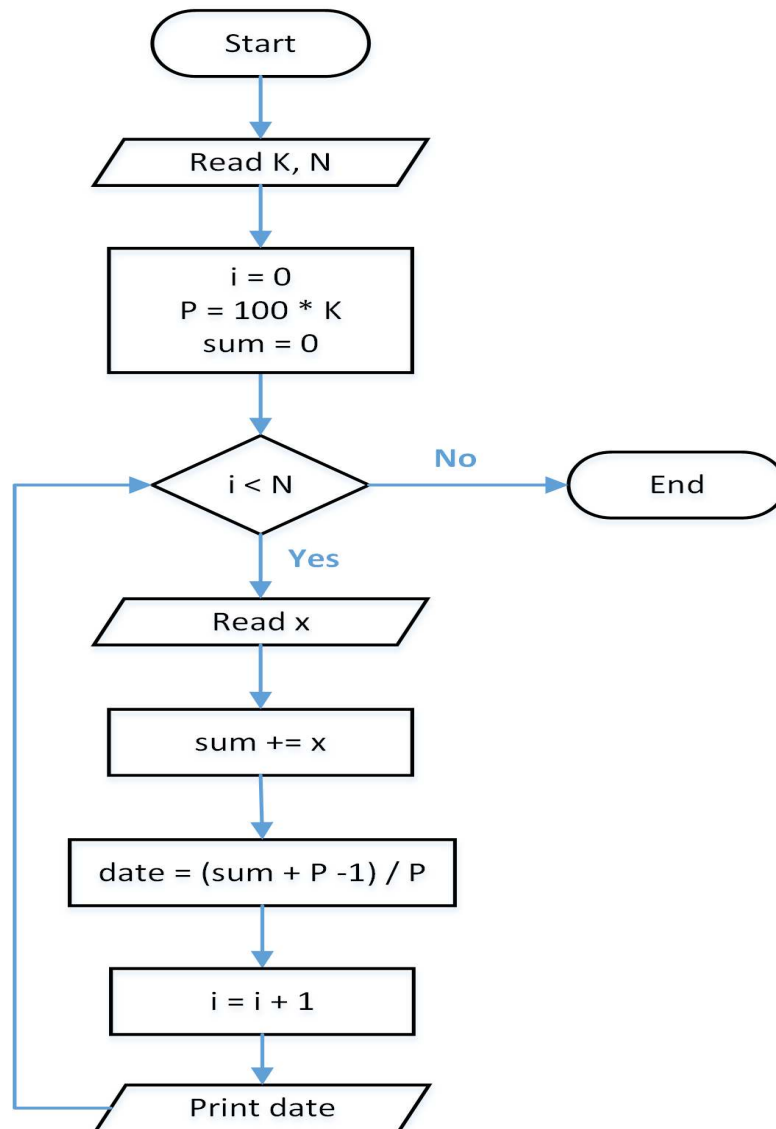 Start
Read K, N
i = 0
P = 100 * K
sum = 0
i < N
No
End
Yes
Read x
sum += x
date = (sum + P -1) / P
i = i + 1
Print date